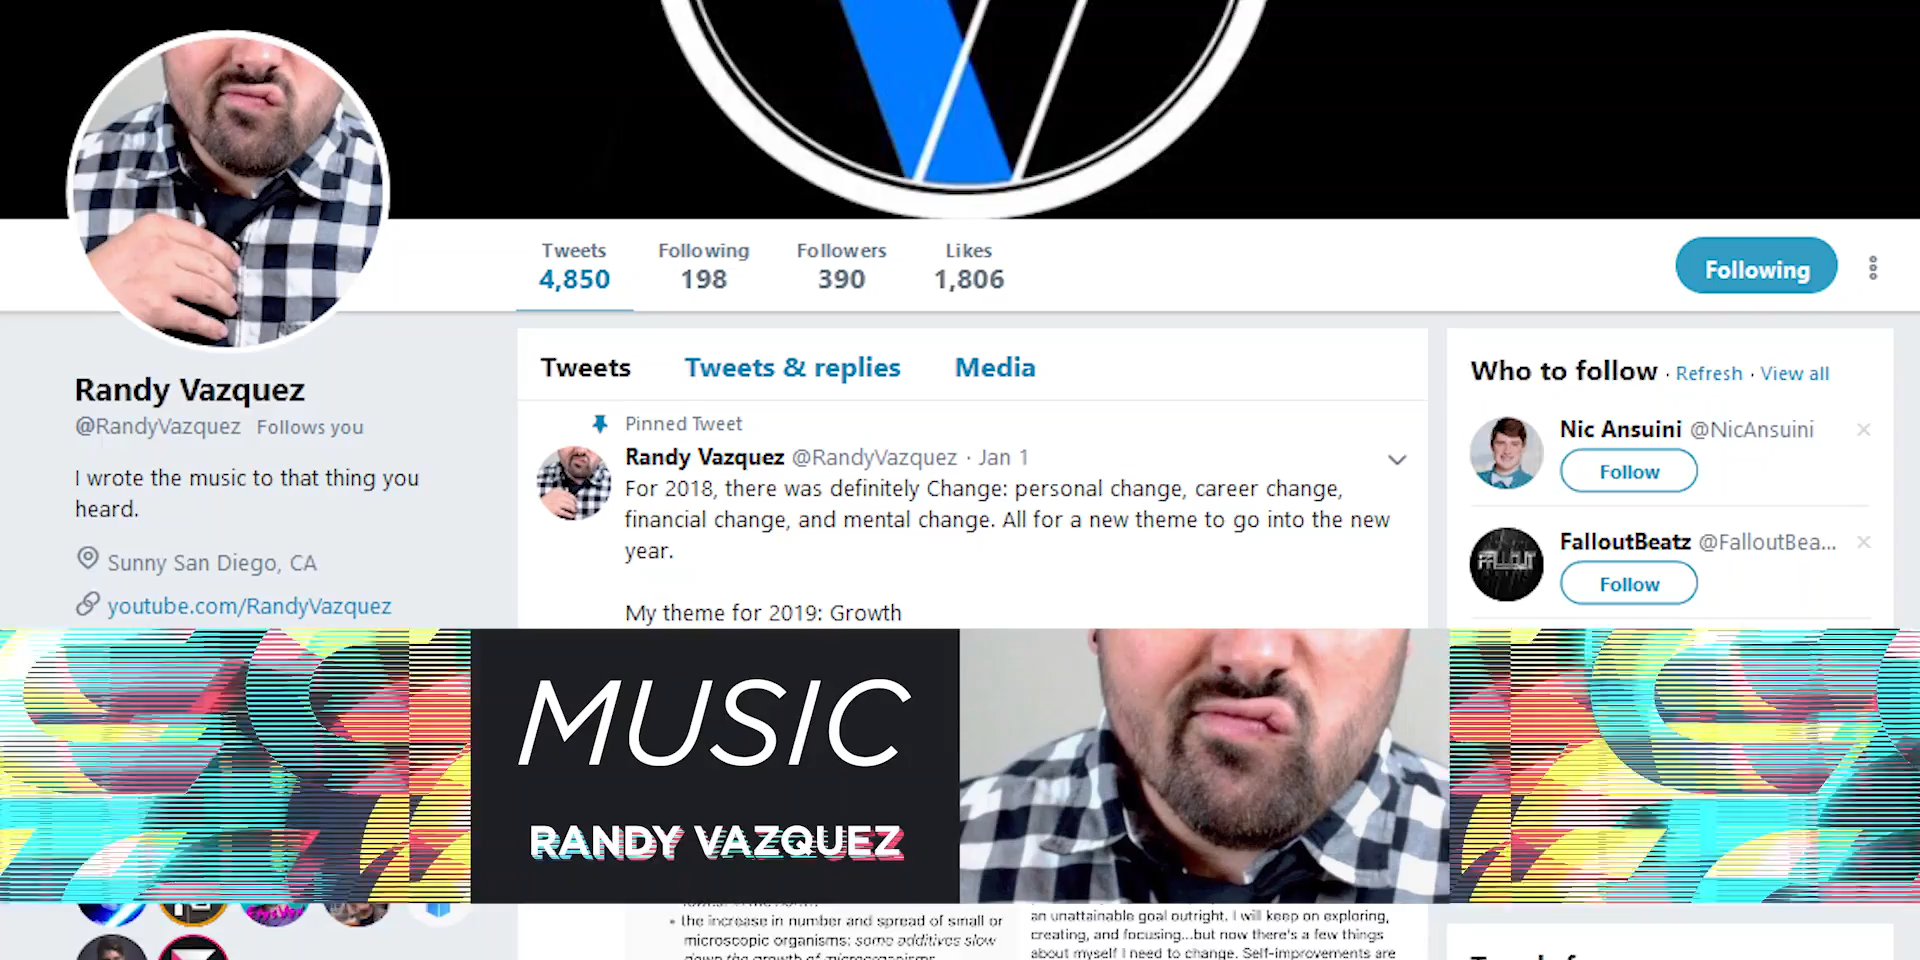 Tweets Following Followers Likes
4,850 198 390 1,806
Following
Randy Vazquez
@RandyVazquez Follows you
I wrote the music to that thing you
heard.
Sunny San Diego, CA
youtube.com/RandyVazquez
Tweets Tweets & replies Media
Pinned Tweet
Randy Vazquez @RandyVazquez · Jan 1
For 2018, there was definitely Change: personal change, career change,
financial change, and mental change. All for a new theme to go into the new
year.
My theme for 2019: Growth
Who to follow · Refresh · View all
Nic Ansuini @NicAnsuini
Follow
FalloutBeatz @FalloutBea...
Follow
MUSIC
RANDY VAZQUEZ
• the increase in number and spread of small or
microscopic organisms: some additives slow
down the growth of microorganisms
an unattainable goal outright. I will keep on exploring,
creating, and focusing...but now there's a few things
about myself I need to change. Self-improvements are